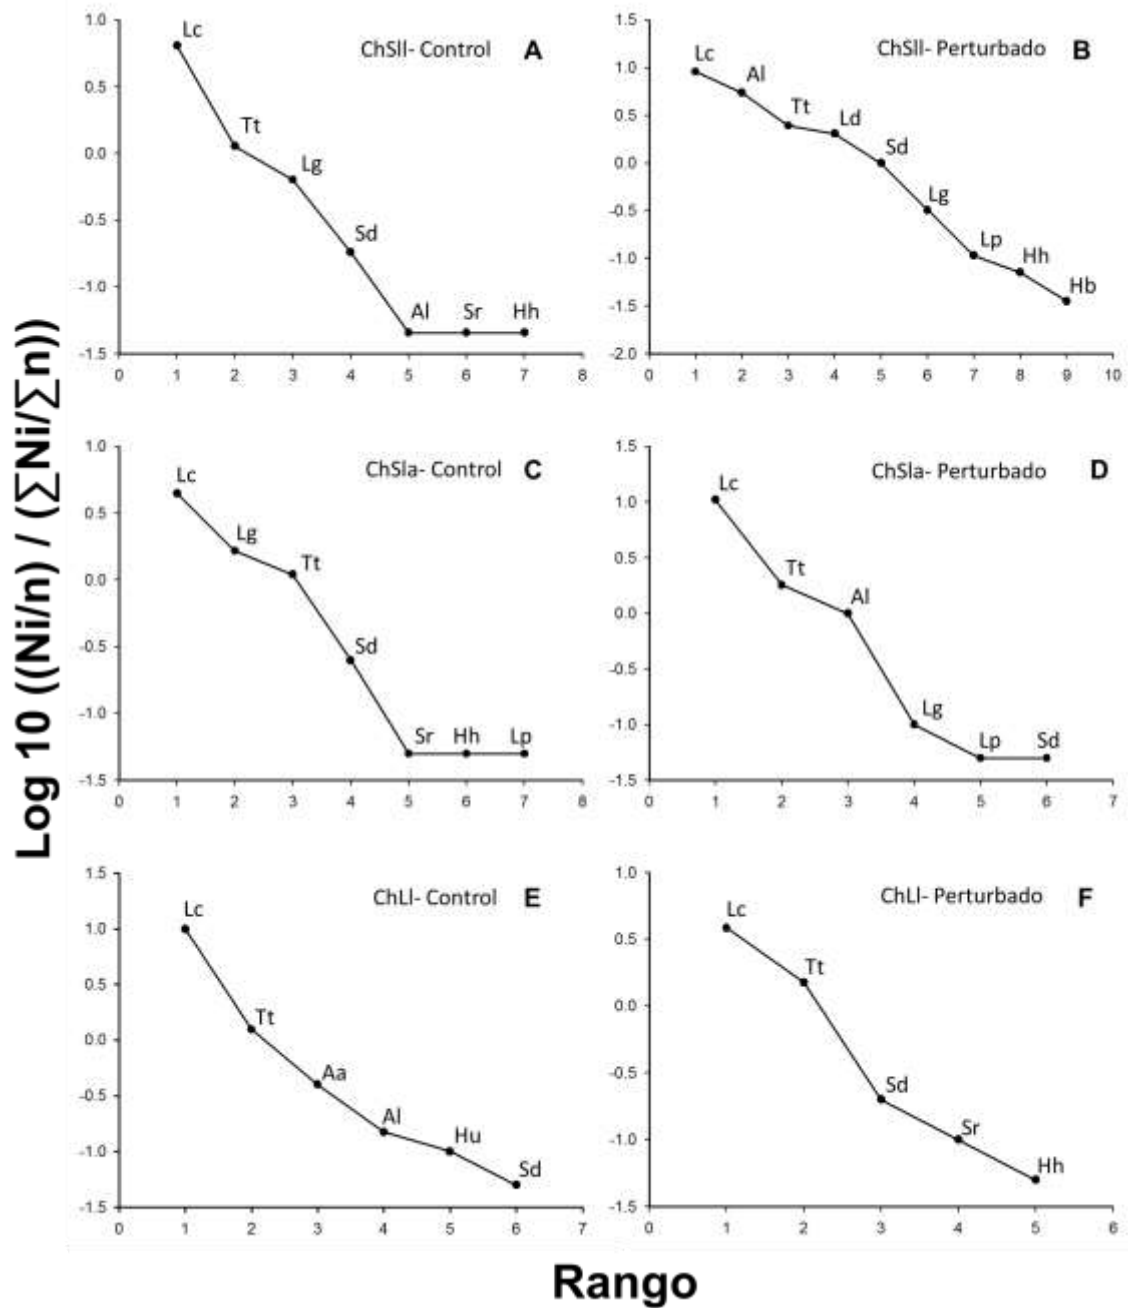 Log 10 ((Ni/n) / (∑Ni/∑n))
ChSll- Control A
1.0
0.5
0.0
-0.5
-1.0
-1.5
Lc
Tt
Lg
Sd
Al Sr Hh
0 1 2 3 4 5 6 7 8
ChSll- Perturbado B
1.5
1.0
0.5
0.0
-0.5
-1.0
-1.5
-2.0
Lc
Al
Tt
Ld
Sd
Lg
Lp
Hh
Hb
0 1 2 3 4 5 6 7 8 9 10
ChSla- Control C
1.0
0.5
0.0
-0.5
-1.0
-1.5
Lc
Lg
Tt
Sd
Sr Hh Lp
0 1 2 3 4 5 6 7 8
ChSla- Perturbado D
1.5
1.0
0.5
0.0
-0.5
-1.0
-1.5
Lc
Tt
Al
Lg
Lp Sd
0 1 2 3 4 5 6 7
ChLl- Control E
1.5
1.0
0.5
0.0
-0.5
-1.0
-1.5
Lc
Tt
Aa
Al
Hu
Sd
0 1 2 3 4 5 6 7
ChLl- Perturbado F
1.0
0.5
0.0
-0.5
-1.0
-1.5
Lc
Tt
Sd
Sr
Hh
0 1 2 3 4 5 6
Rango